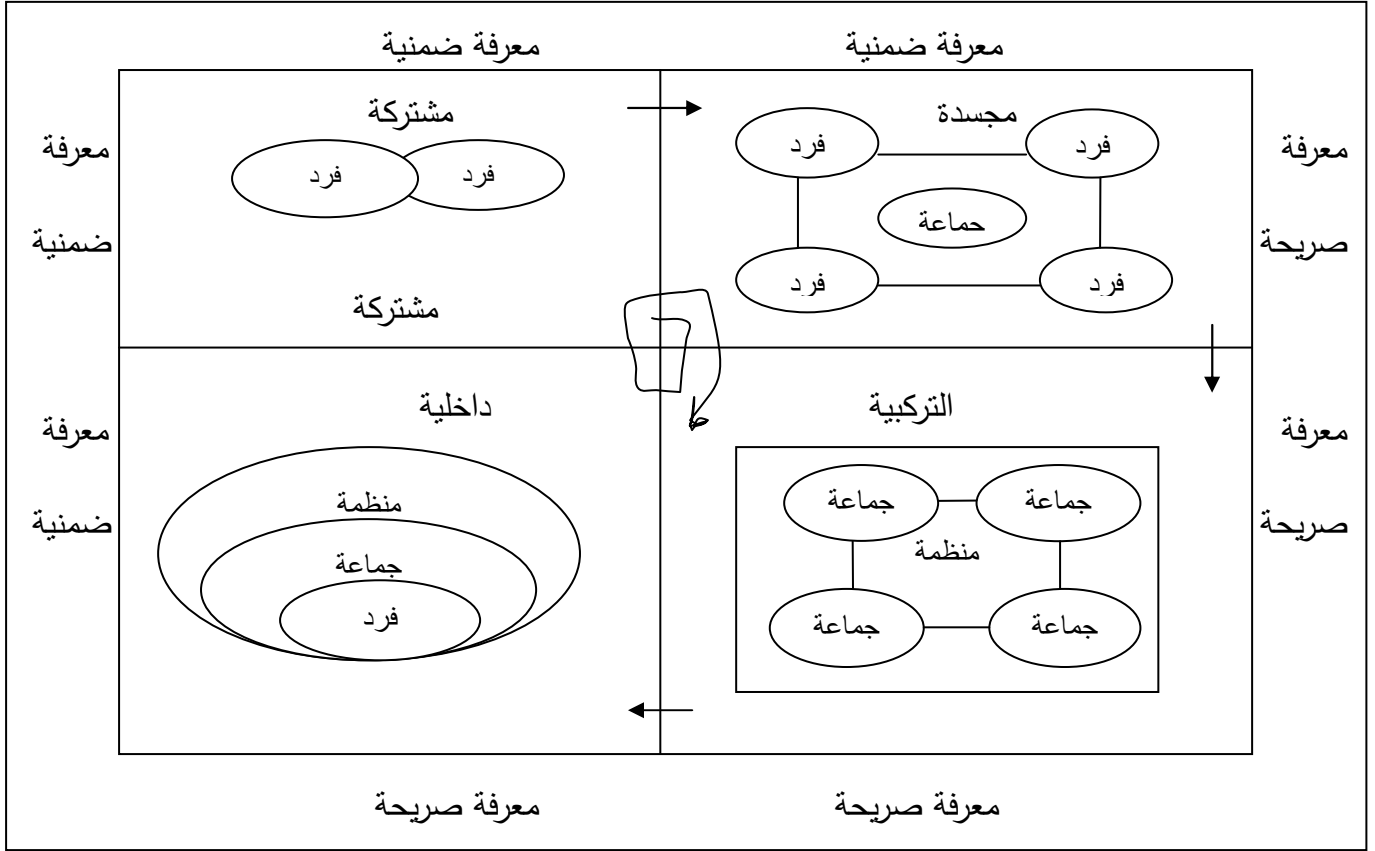 معرفة ضمنية
معرفة ضمنية
معرفة
ضمنية
مشتركة
فرد
فرد
مشتركة
مجسدة
فرد
فرد
حماعة
فرد
فرد
معرفة
صريحة
معرفة
ضمنية
داخلية
منظمة
جماعة
فرد
التركبية
جماعة
جماعة
منظمة
جماعة
جماعة
معرفة
صريحة
معرفة صريحة
معرفة صريحة